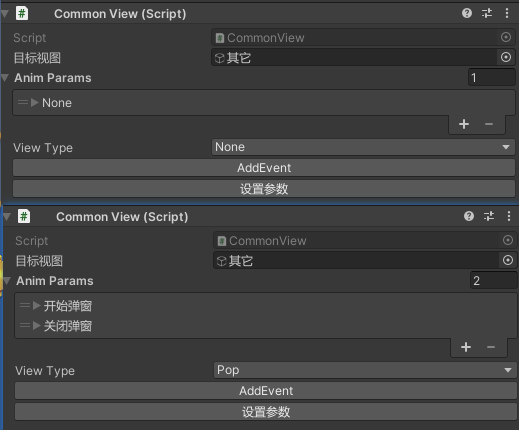 Common View (Script)
Script CommonView
目标视图 其它
Anim Params 1
None
View Type None
AddEvent
设置参数
Common View (Script)
Script CommonView
目标视图 其它
Anim Params 2
开始弹窗
关闭弹窗
View Type Pop
AddEvent
设置参数